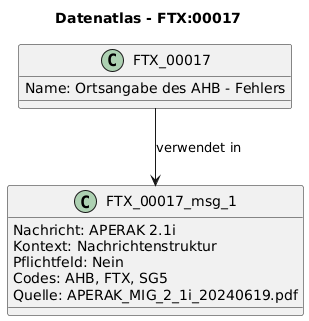 Datenatlas - FTX:00017
C FTX_00017
Name: Ortsangabe des AHB - Fehlers
verwendet in
C FTX_00017_msg_1
Nachricht: APERAK 2.1i
Kontext: Nachrichtenstruktur
Pflichtfeld: Nein
Codes: AHB, FTX, SG5
Quelle: APERAK_MIG_2_1i_20240619.pdf